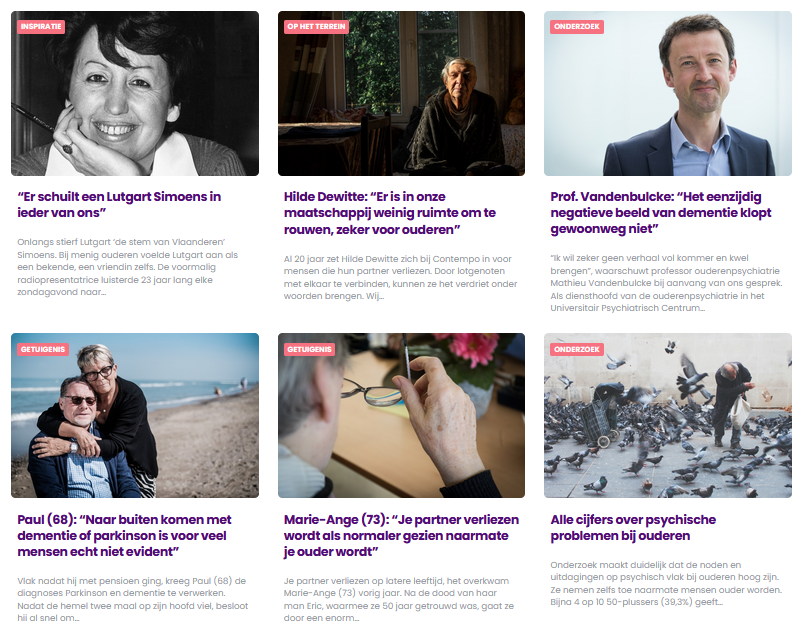 INSPIRATIE
“Er schuilt een Lutgart Simoens in
ieder van ons”
Onlangs stierf Lutgart ‘de stem van Vlaanderen’
Simoens. Bij menig ouderen voelde Lutgart aan als
een bekende, een vriendin zelfs. De voormalig
radiopresentatrice luisterde 23 jaar lang elke
zondagavond naar...
OP HET TERREIN
Hilde Dewitte: “Er is in onze
maatschappij weinig ruimte om te
rouwen, zeker voor ouderen”
Al 20 jaar zet Hilde Dewitte zich bij Contempo in voor
mensen die hun partner verliezen. Door lotgenoten
met elkaar te verbinden, kunnen ze het verdriet onder
woorden brengen. Wij...
ONDERZOEK
Prof. Vandenbulcke: “Het eenzijdig
negatieve beeld van dementie klopt
gewoonweg niet”
“Ik wil zeker geen verhaal vol kommer en kwel
brengen”, waarschuwt professor ouderenpsychiatrie
Mathieu Vandenbulcke bij aanvang van ons gesprek.
Als diensthoofd van de ouderenpsychiatrie in het
Universitair Psychiatrisch Centrum...
GETUIGENIS
Paul (68): “Naar buiten komen met
dementie of parkinson is voor veel
mensen echt niet evident”
Vlak nadat hij met pensioen ging, kreeg Paul (68) de
diagnoses Parkinson en dementie te verwerken.
Nadat de hemel twee maal op zijn hoofd viel, besloot
hij al snel om...
GETUIGENIS
Marie-Ange (73): “Je partner verliezen
wordt als normaler gezien naarmate
je ouder wordt”
Je partner verliezen op latere leeftijd, het overkwam
Marie-Ange (73) vorig jaar. Na de dood van haar
man Eric, waarmee ze 50 jaar getrouwd was, gaat ze
door een enorm...
ONDERZOEK
Alle cijfers over psychische
problemen bij ouderen
Onderzoek maakt duidelijk dat de noden en
uitdagingen op psychisch vlak bij ouderen hoog zijn.
Ze nemen zelfs toe naarmate mensen ouder worden.
Bijna 4 op 10 50-plussers (39,3%) geeft...